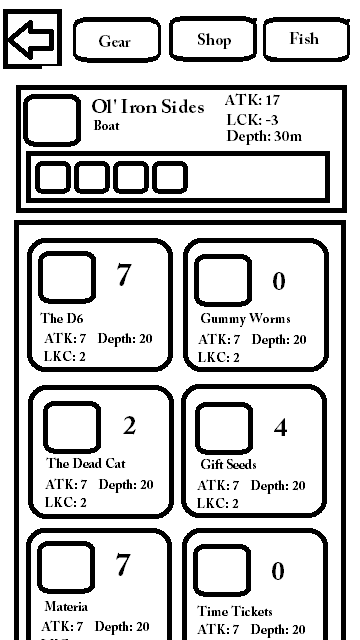 Gear Shop Fish
Ol' Iron Sides
Boat
ATK: 17
LCK: -3
Depth: 30m
7
The D6
ATK: 7 Depth: 20
LKC: 2
0
Gummy Worms
ATK: 7 Depth: 20
LKC: 2
2
The Dead Cat
ATK: 7 Depth: 20
LKC: 2
4
Gift Seeds
ATK: 7 Depth: 20
LKC: 2
7
Materia
ATK: 7 Depth: 20
0
Time Tickets
ATK: 7 Depth: 20